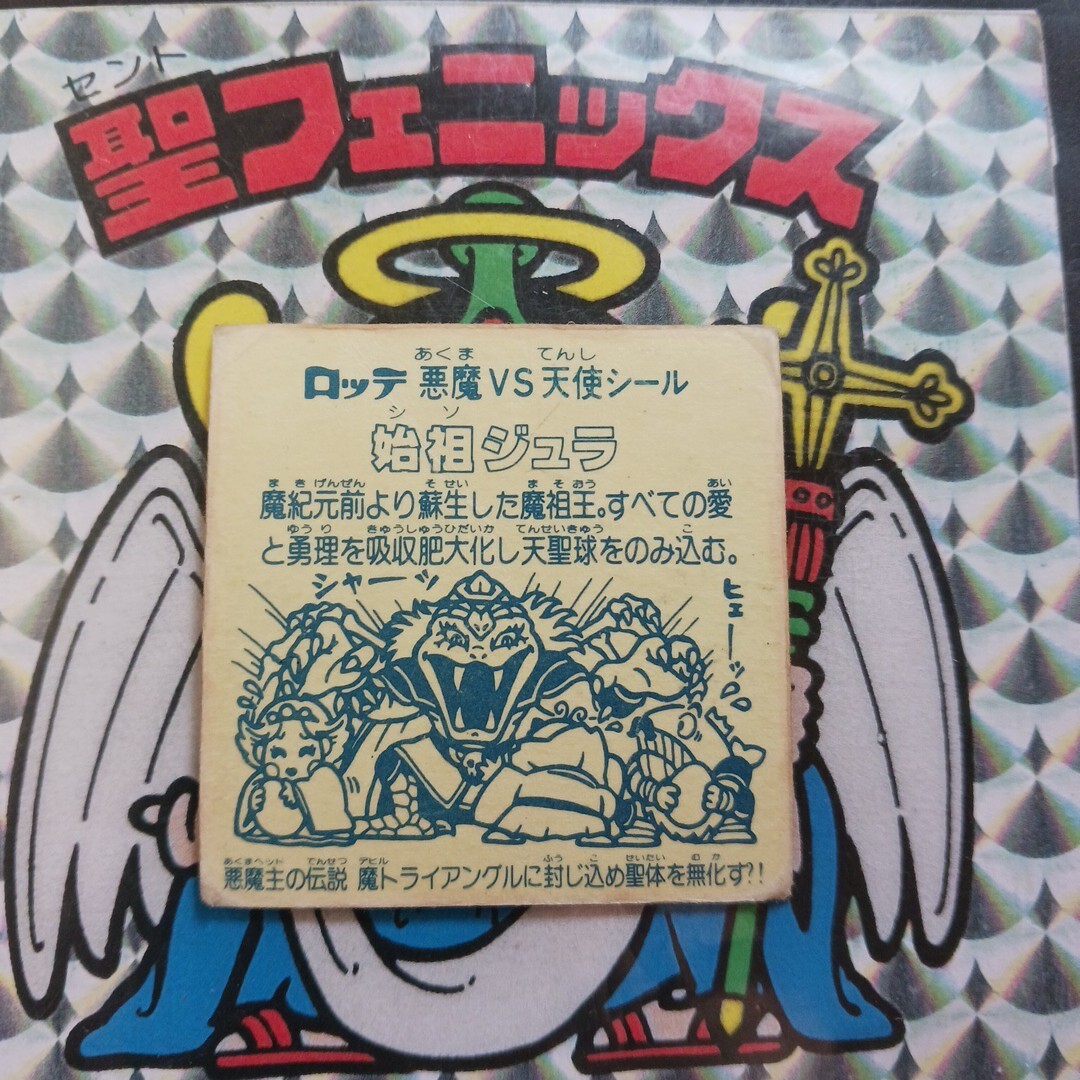 セント
聖フェニックス
あくま てんし
ロッテ 悪魔VS天使シール
シソ
始祖ジュラ
まきげんぜん そせい まそおう あい
魔紀元前より蘇生した魔祖王。すべての愛
ゆうり きゅうしゅうひだいか てんせいきゅう こ
と勇理を吸収肥大化し天聖球をのみ込む。
シャーッ
ヒェーッ
あくまヘッド でんせつ デビル ふう こ せいたい むか
悪魔主の伝説 魔トライアングルに封じ込め聖体を無化す?!